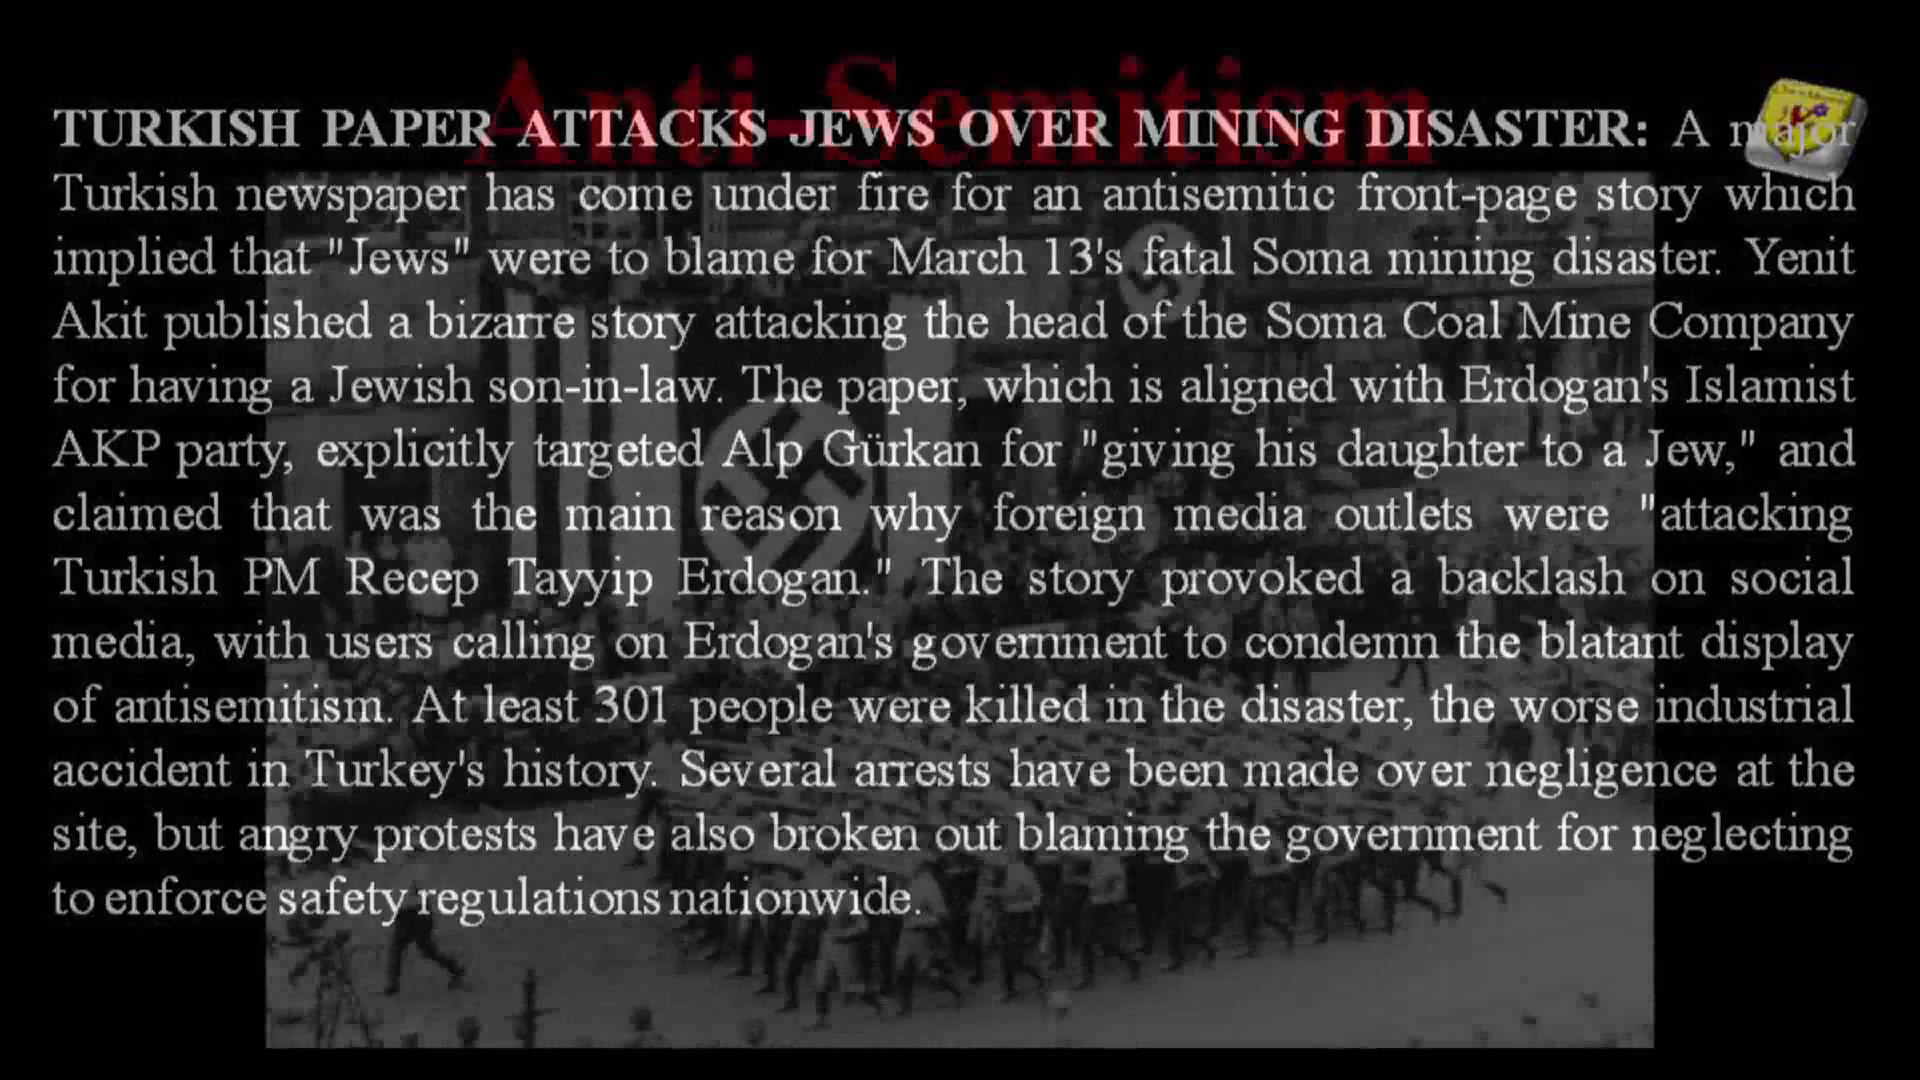 Anti-Semitism
TURKISH PAPER ATTACKS JEWS OVER MINING DISASTER: A major
Turkish newspaper has come under fire for an antisemitic front-page story which
implied that "Jews" were to blame for March 13's fatal Soma mining disaster. Yenit
Akit published a bizarre story attacking the head of the Soma Coal Mine Company
for having a Jewish son-in-law. The paper, which is aligned with Erdogan's Islamist
AKP party, explicitly targeted Alp Gürkan for "giving his daughter to a Jew," and
claimed that was the main reason why foreign media outlets were "attacking
Turkish PM Recep Tayyip Erdogan." The story provoked a backlash on social
media, with users calling on Erdogan's government to condemn the blatant display
of antisemitism. At least 301 people were killed in the disaster, the worse industrial
accident in Turkey's history. Several arrests have been made over negligence at the
site, but angry protests have also broken out blaming the government for neglecting
to enforce safety regulations nationwide.